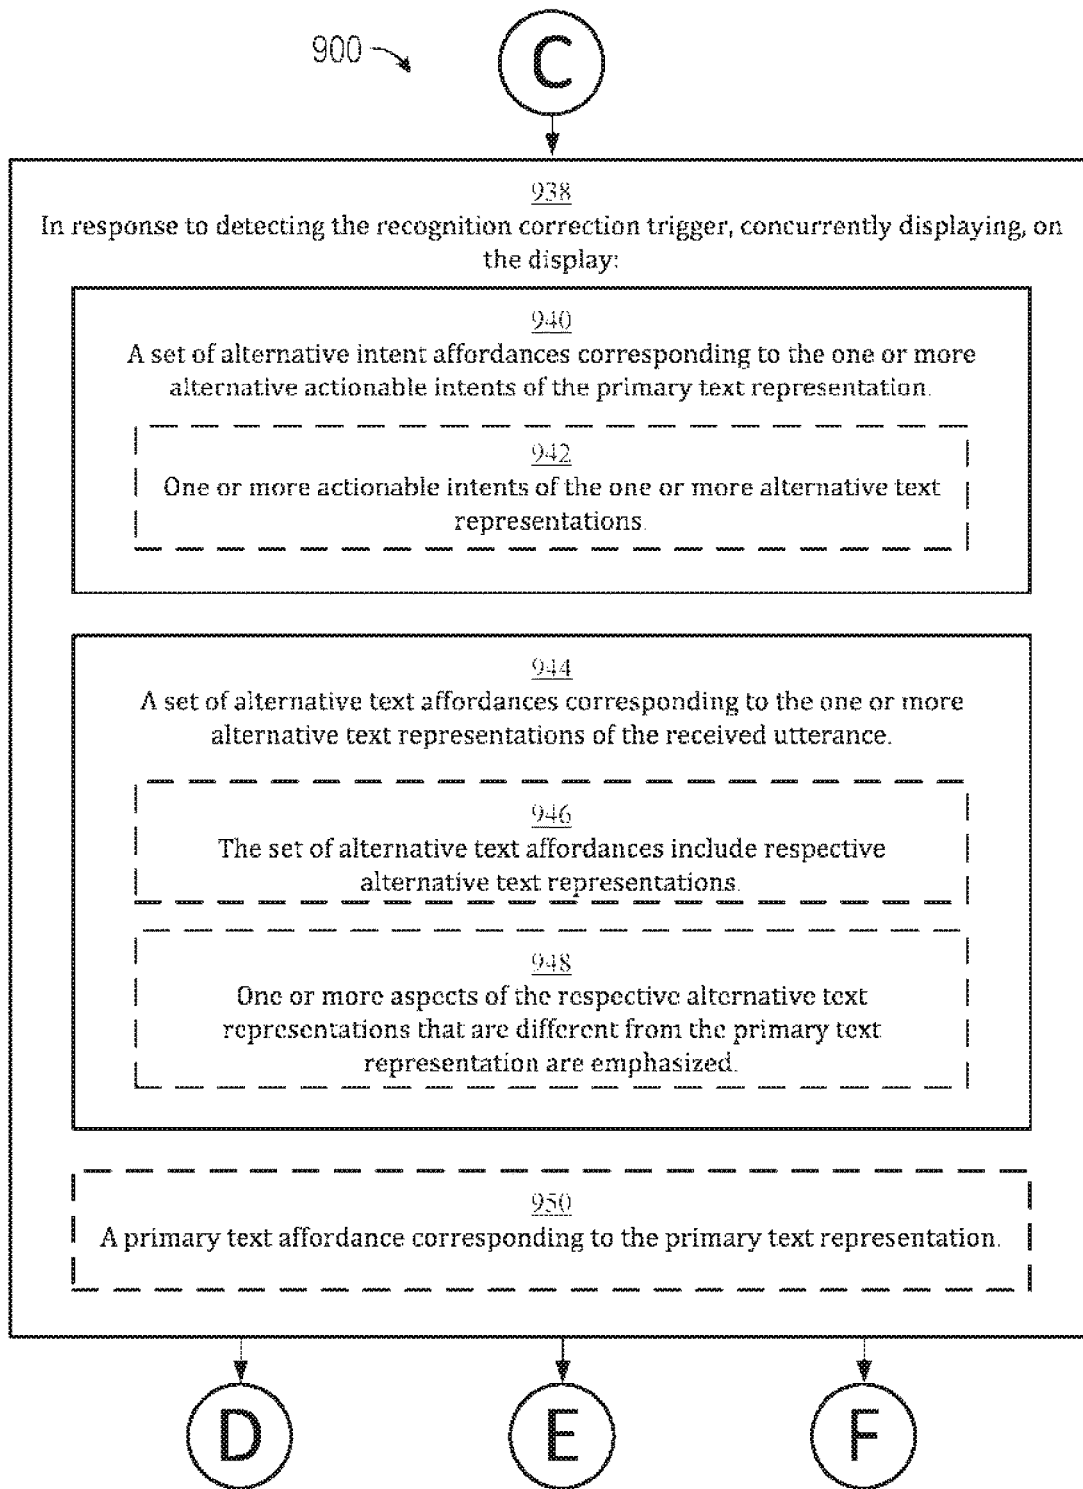 900
C
938
In response to detecting the recognition correction trigger, concurrently displaying, on
the display:
940
A set of alternative intent affordances corresponding to the one or more
alternative actionable intents of the primary text representation.
942
One or more actionable intents of the one or more alternative text
representations.
944
A set of alternative text affordances corresponding to the one or more
alternative text representations of the received utterance.
946
The set of alternative text affordances include respective
alternative text representations.
948
One or more aspects of the respective alternative text
representations that are different from the primary text
representation are emphasized.
950
A primary text affordance corresponding to the primary text representation.
D
E
F